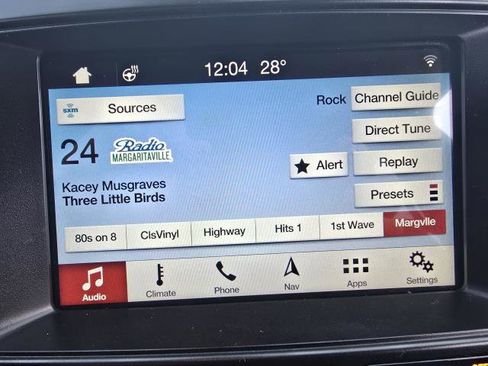 12:04 28°
sxm Sources
Rock Channel Guide
Direct Tune
24 Radio
MARGARITAVILLE
Alert Replay
Kacey Musgraves
Three Little Birds
Presets
80s on 8 ClsVinyl Highway Hits 1 1st Wave Margvlle
Audio Climate Phone Nav Apps Settings